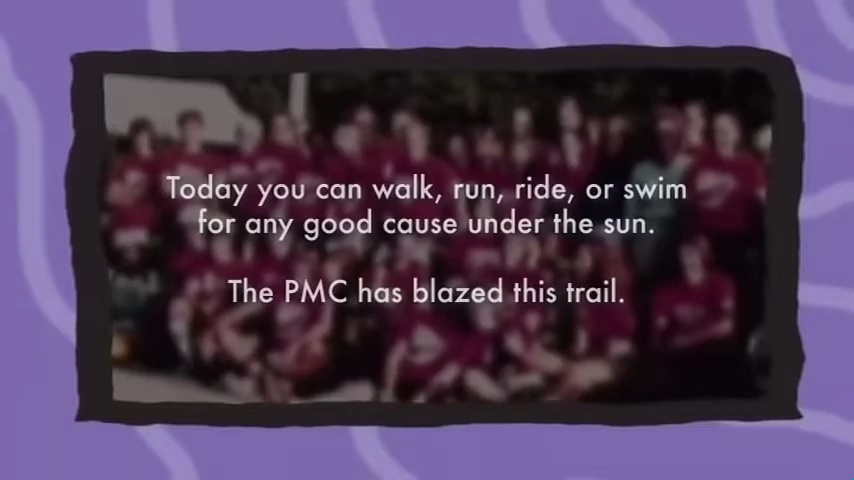 Today you can walk, run, ride, or swim
for any good cause under the sun.
The PMC has blazed this trail.